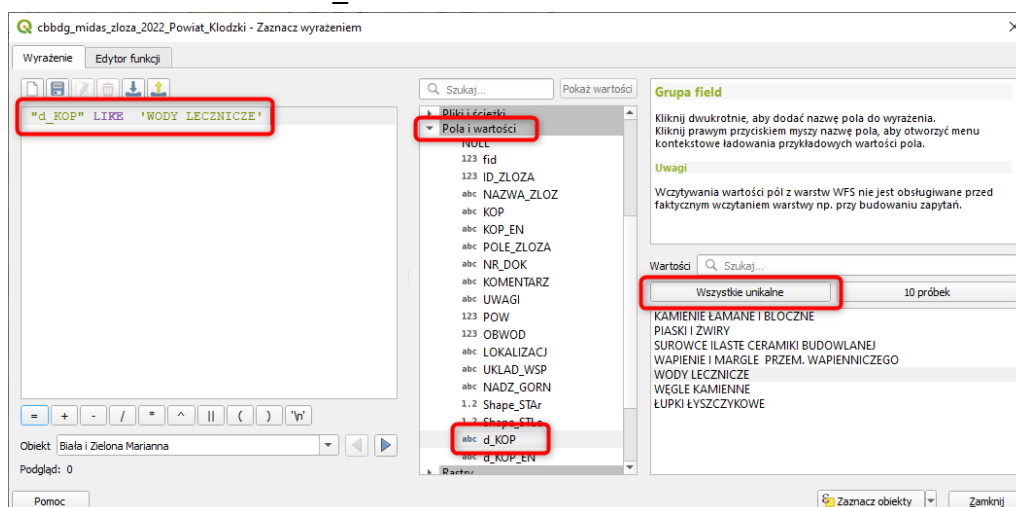 cbbdg_midas_zloza_2022_Powiat_Klodzki - Zaznacz wyrażeniem
Wyrażenie
Edytor funkcji
"d_KOP" LIKE 'WODY LECZNICZE'
= + - / * ^ || ( ) '\n'
Obiekt Biała i Zielona Marianna
Podgląd: 0
Pomoc
Szukaj...
Pokaż wartości
Pliki i ścieżki
Pola i wartości
NULL
123 fid
123 ID_ZLOZA
abc NAZWA_ZLOZ
abc KOP
abc KOP_EN
abc POLE_ZLOZA
abc NR_DOK
abc KOMENTARZ
abc UWAGI
123 POW
123 OBWOD
abc LOKALIZACJ
abc UKLAD_WSP
abc NADZ_GORN
1.2 Shape_STAr
1.2 Shape_STLe
abc d_KOP
abc d_KOP_EN
Rastry
Grupa field
Kliknij dwukrotnie, aby dodać nazwę pola do wyrażenia.
Kliknij prawym przyciskiem myszy nazwę pola, aby otworzyć menu
kontekstowe ładowania przykładowych wartości pola.
Uwagi
Wczytywania wartości pól z warstw WFS nie jest obsługiwane przed
faktycznym wczytaniem warstwy np. przy budowaniu zapytań.
Wartości Szukaj...
Wszystkie unikalne
10 próbek
KAMIENIE ŁAMANE I BLOCZNE
PIASKI I ŻWIRY
SUROWCE ILASTE CERAMIKI BUDOWLANEJ
WAPIENIE I MARGLE PRZEM. WAPIENNICZEGO
WODY LECZNICZE
WĘGLE KAMIENNE
ŁUPKI ŁYSZCZYKOWE
Zaznacz obiekty
Zamknij